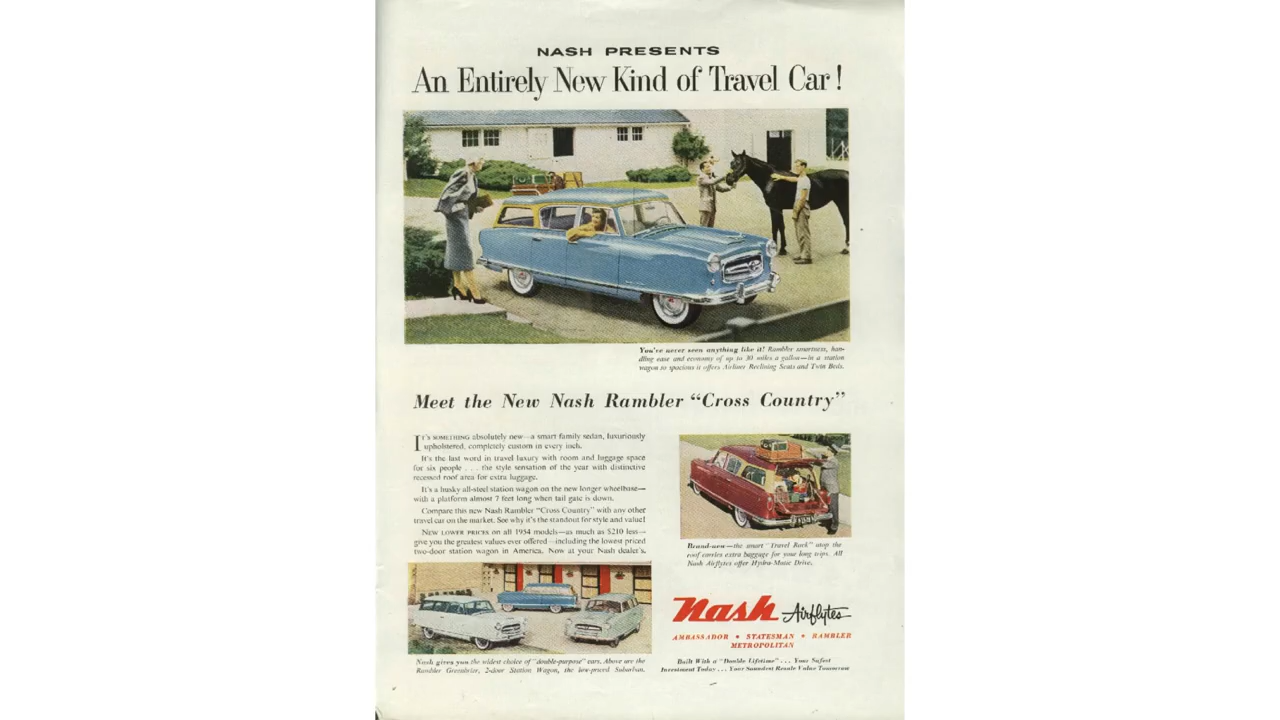 NASH PRESENTS
An Entirely New Kind of Travel Car!
You've never seen anything like it! Rambler smartness, han-
dling ease and economy of up to 30 miles a gallon—in a station
wagon so spacious it offers Airliner Reclining Seats and Twin Beds.
Meet the New Nash Rambler “Cross Country”
IT'S SOMETHING absolutely new—a smart family sedan, luxuriously
upholstered, completely custom in every inch.
It's the last word in travel luxury with room and luggage space
for six people . . . the style sensation of the year with distinctive
recessed roof area for extra luggage.
It's a husky all-steel station wagon on the new longer wheelbase—
with a platform almost 7 feet long when tail gate is down.
Compare this new Nash Rambler “Cross Country” with any other
travel car on the market. See why it's the standout for style and value!
NEW LOWER PRICES on all 1954 models—as much as $210 less—
give you the greatest values ever offered—including the lowest priced
two-door station wagon in America. Now at your Nash dealer's.
Brand-new—the smart “Travel Rack” atop the
roof carries extra baggage for your long trips. All
Nash Airflytes offer Hydra-Matic Drive.
Nash gives you the widest choice of “double-purpose” cars. Above are the
Rambler Greenbrier, 2-door Station Wagon, the low-priced Suburban.
Nash Airflytes
AMBASSADOR • STATESMAN • RAMBLER
METROPOLITAN
Built With a “Double Lifetime” . . . Your Safest
Investment Today . . . Your Soundest Resale Value Tomorrow